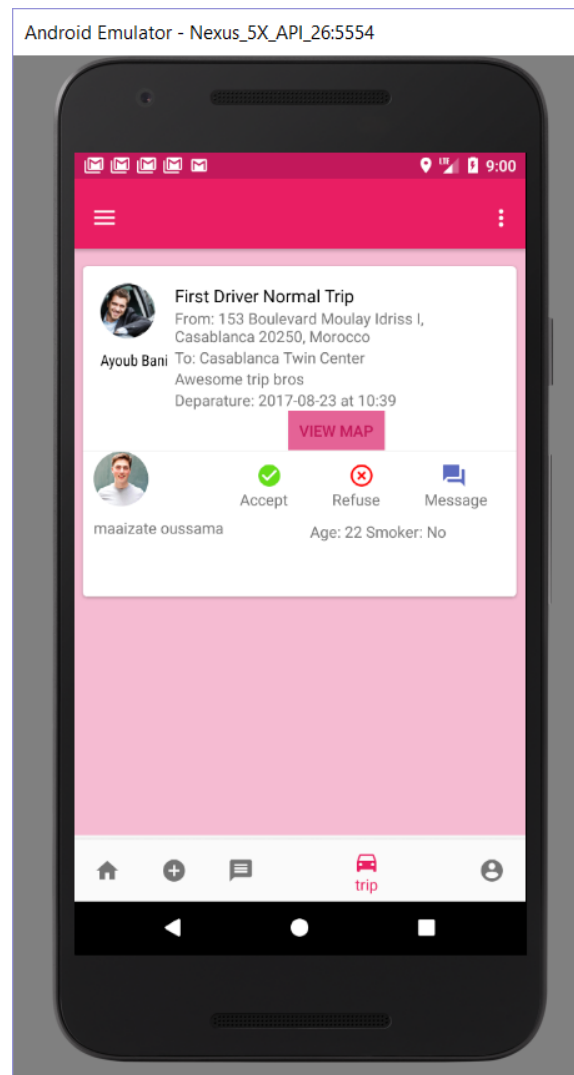 Android Emulator - Nexus_5X_API_26:5554
LTE 9:00
First Driver Normal Trip
From: 153 Boulevard Moulay Idriss I,
Casablanca 20250, Morocco
Ayoub Bani To: Casablanca Twin Center
Awesome trip bros
Deparature: 2017-08-23 at 10:39
VIEW MAP
Accept Refuse Message
maaizate oussama Age: 22 Smoker: No
trip